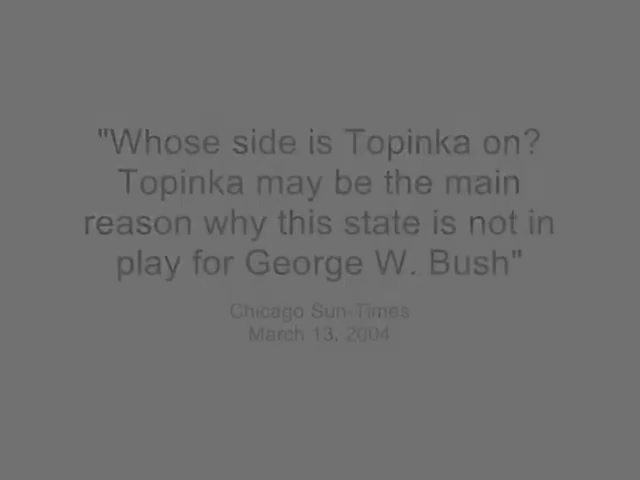 "Whose side is Topinka on?
Topinka may be the main
reason why this state is not in
play for George W. Bush"
Chicago Sun-Times
March 13, 2004